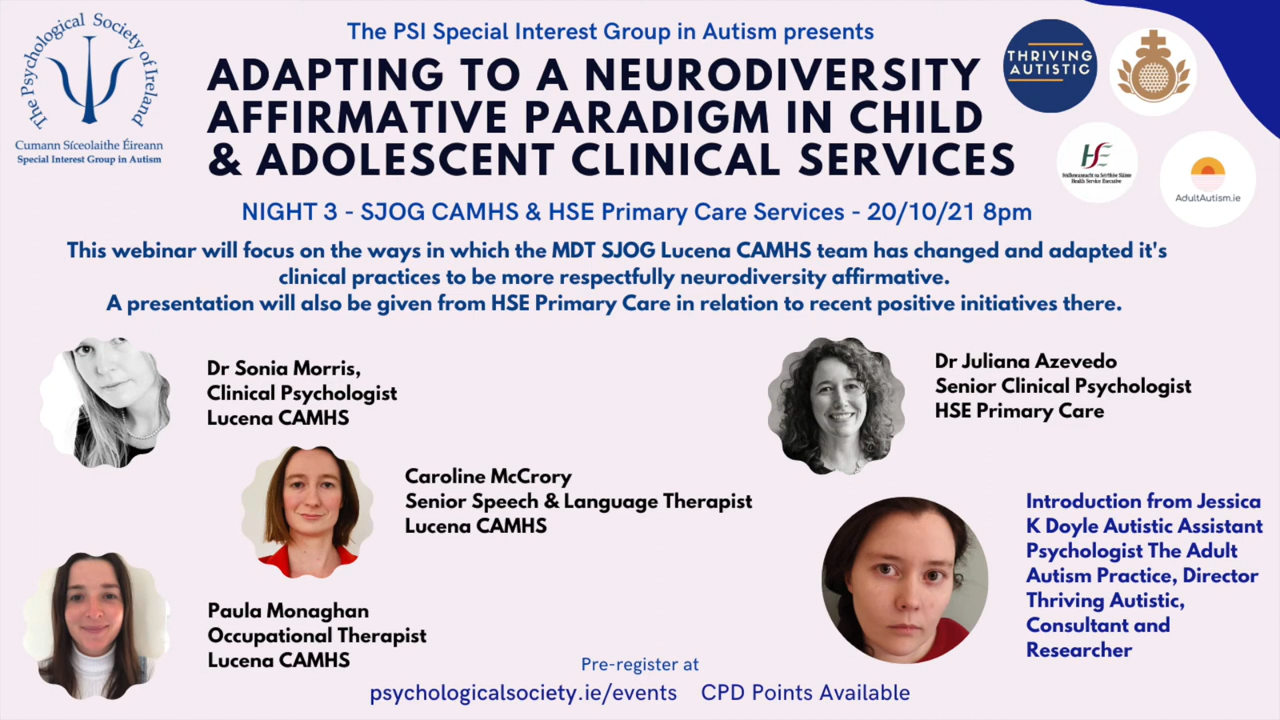 The Psychological Society of Ireland
Cumann Síceolaithe Éireann
Special Interest Group in Autism
The PSI Special Interest Group in Autism presents
ADAPTING TO A NEURODIVERSITY
AFFIRMATIVE PARADIGM IN CHILD
& ADOLESCENT CLINICAL SERVICES
THRIVING
AUTISTIC
Feidhmeannacht na Seirbhíse Sláinte
Health Service Executive
AdultAutism.ie
NIGHT 3 - SJOG CAMHS & HSE Primary Care Services - 20/10/21 8pm
This webinar will focus on the ways in which the MDT SJOG Lucena CAMHS team has changed and adapted it's
clinical practices to be more respectfully neurodiversity affirmative.
A presentation will also be given from HSE Primary Care in relation to recent positive initiatives there.
Dr Sonia Morris,
Clinical Psychologist
Lucena CAMHS
Dr Juliana Azevedo
Senior Clinical Psychologist
HSE Primary Care
Caroline McCrory
Senior Speech & Language Therapist
Lucena CAMHS
Introduction from Jessica
K Doyle Autistic Assistant
Psychologist The Adult
Autism Practice, Director
Thriving Autistic,
Consultant and
Researcher
Paula Monaghan
Occupational Therapist
Lucena CAMHS
Pre-register at
psychologicalsociety.ie/events CPD Points Available